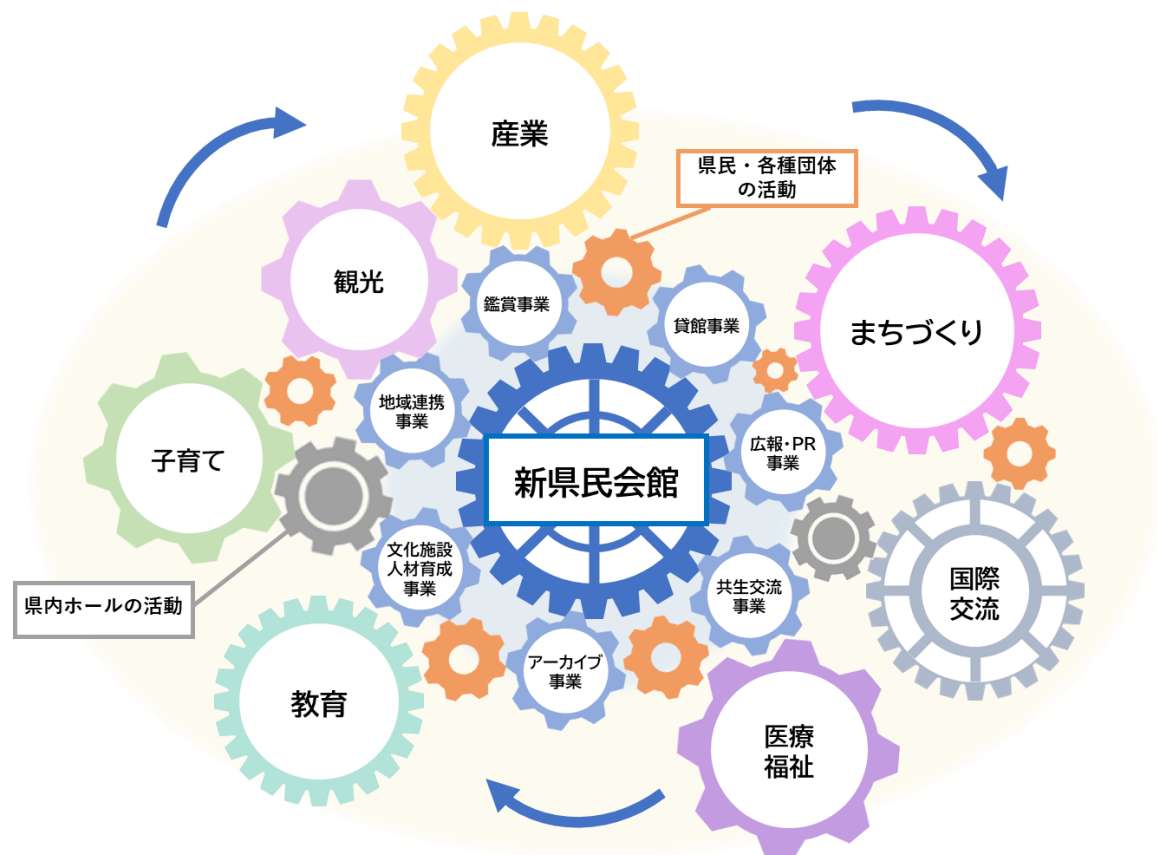 産業
県民・各種団体
の活動
観光
鑑賞事業
貸館事業
まちづくり
地域連携
事業
広報・PR
事業
子育て
新県民会館
文化施設
人材育成
事業
共生交流
事業
国際
交流
県内ホールの活動
アーカイブ
事業
教育
医療
福祉